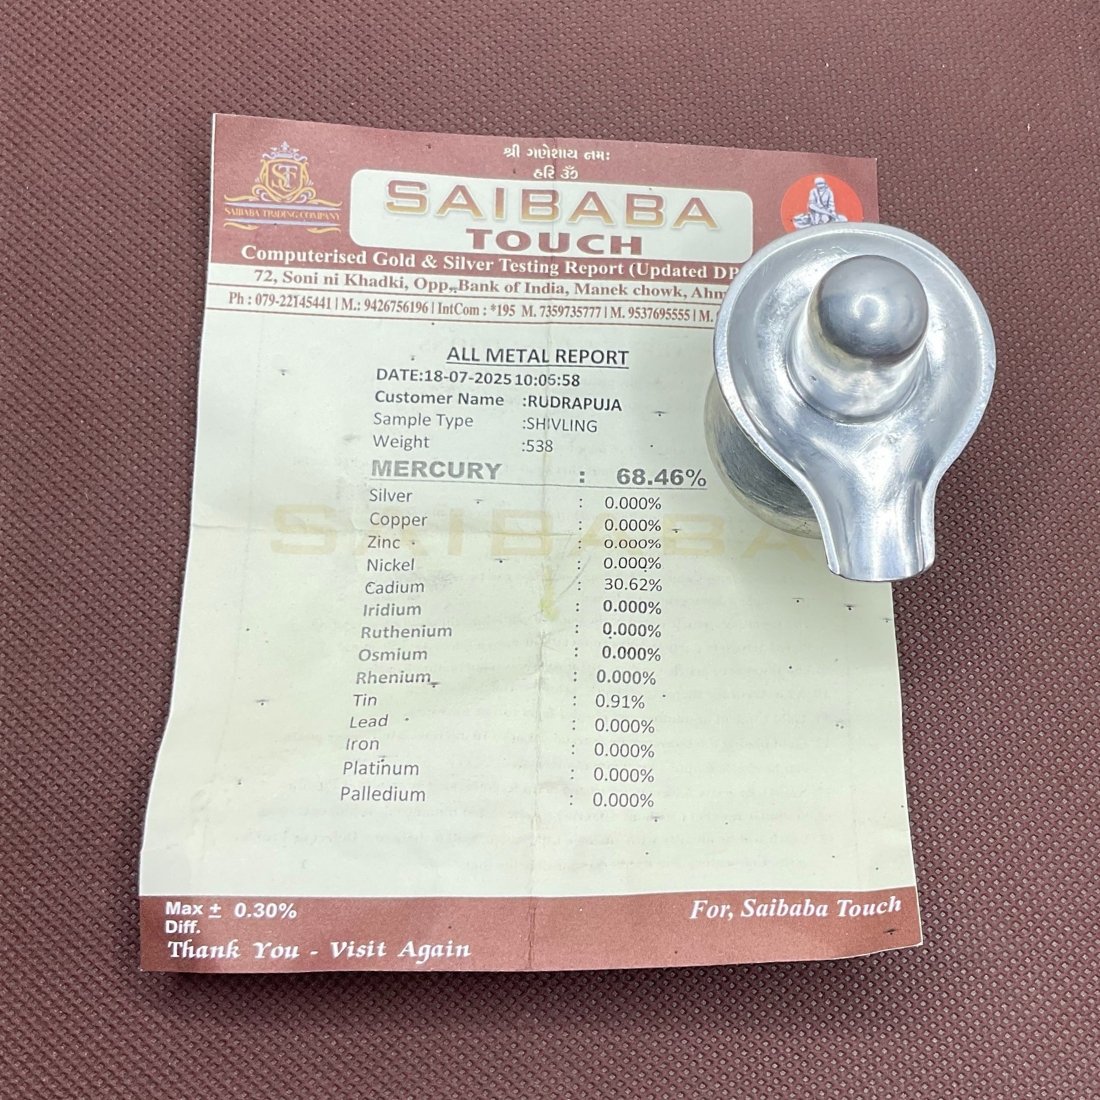 શ્રી ગણેશાય નમઃ
હરિ ૐ
ST
SAIBABA TRADING COMPANY
SAIBABA
TOUCH
Computerised Gold & Silver Testing Report (Updated DP
72, Soni ni Khadki, Opp. Bank of India, Manek chowk, Ahm
Ph : 079-22145441 | M.: 9426756196 | IntCom : *195 M. 7359735777 | M. 9537695555 | M.
ALL METAL REPORT
DATE:18-07-2025 10:06:58
Customer Name :RUDRAPUJA
Sample Type :SHIVLING
Weight :538
MERCURY : 68.46%
Silver : 0.000%
Copper : 0.000%
Zinc : 0.000%
Nickel : 0.000%
Cadium : 30.62%
Iridium : 0.000%
Ruthenium : 0.000%
Osmium : 0.000%
Rhenium : 0.000%
Tin : 0.91%
Lead : 0.000%
Iron : 0.000%
Platinum : 0.000%
Palledium : 0.000%
SAIBABA
Max ± 0.30%
Diff.
For, Saibaba Touch
Thank You - Visit Again